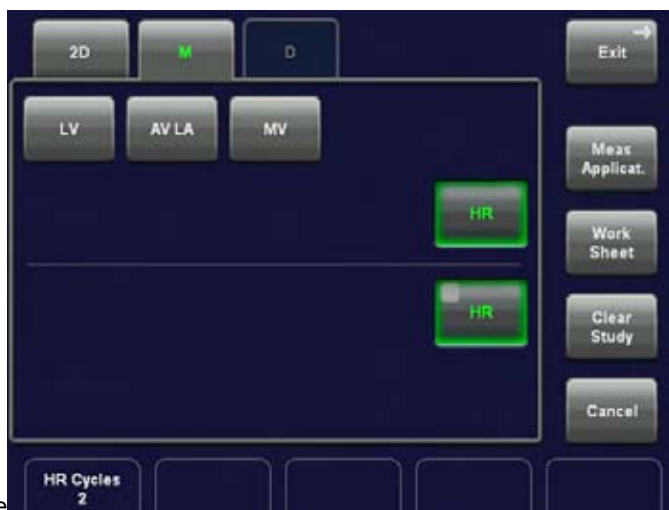 2D
M
D
Exit
LV
AV LA
MV
Meas
Applicat.
HR
Work
Sheet
HR
Clear
Study
Cancel
HR Cycles
2
e